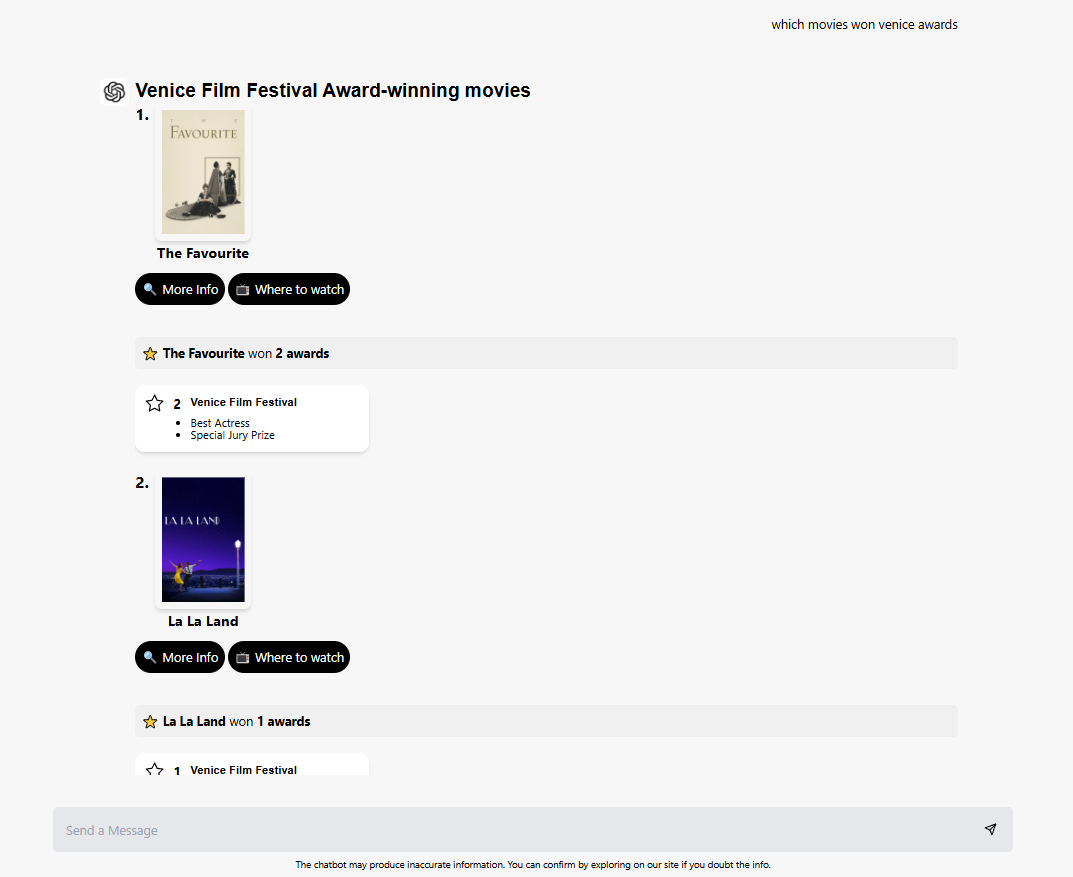 which movies won venice awards
Venice Film Festival Award-winning movies
1.
THE
FAVOURITE
The Favourite
More Info
Where to watch
The Favourite won 2 awards
2 Venice Film Festival
• Best Actress
• Special Jury Prize
2.
LA LA LAND
La La Land
More Info
Where to watch
La La Land won 1 awards
1 Venice Film Festival
Send a Message
The chatbot may produce inaccurate information. You can confirm by exploring on our site if you doubt the info.